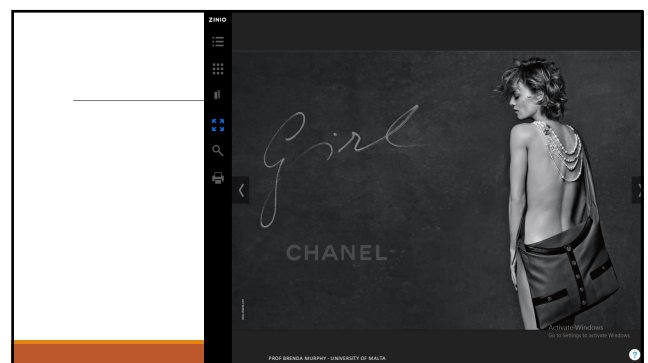 ZINIO
Girl
CHANEL
Activate Windows
Go to Settings to activate Windows.
PROF BRENDA MURPHY - UNIVERSITY OF MALTA
?